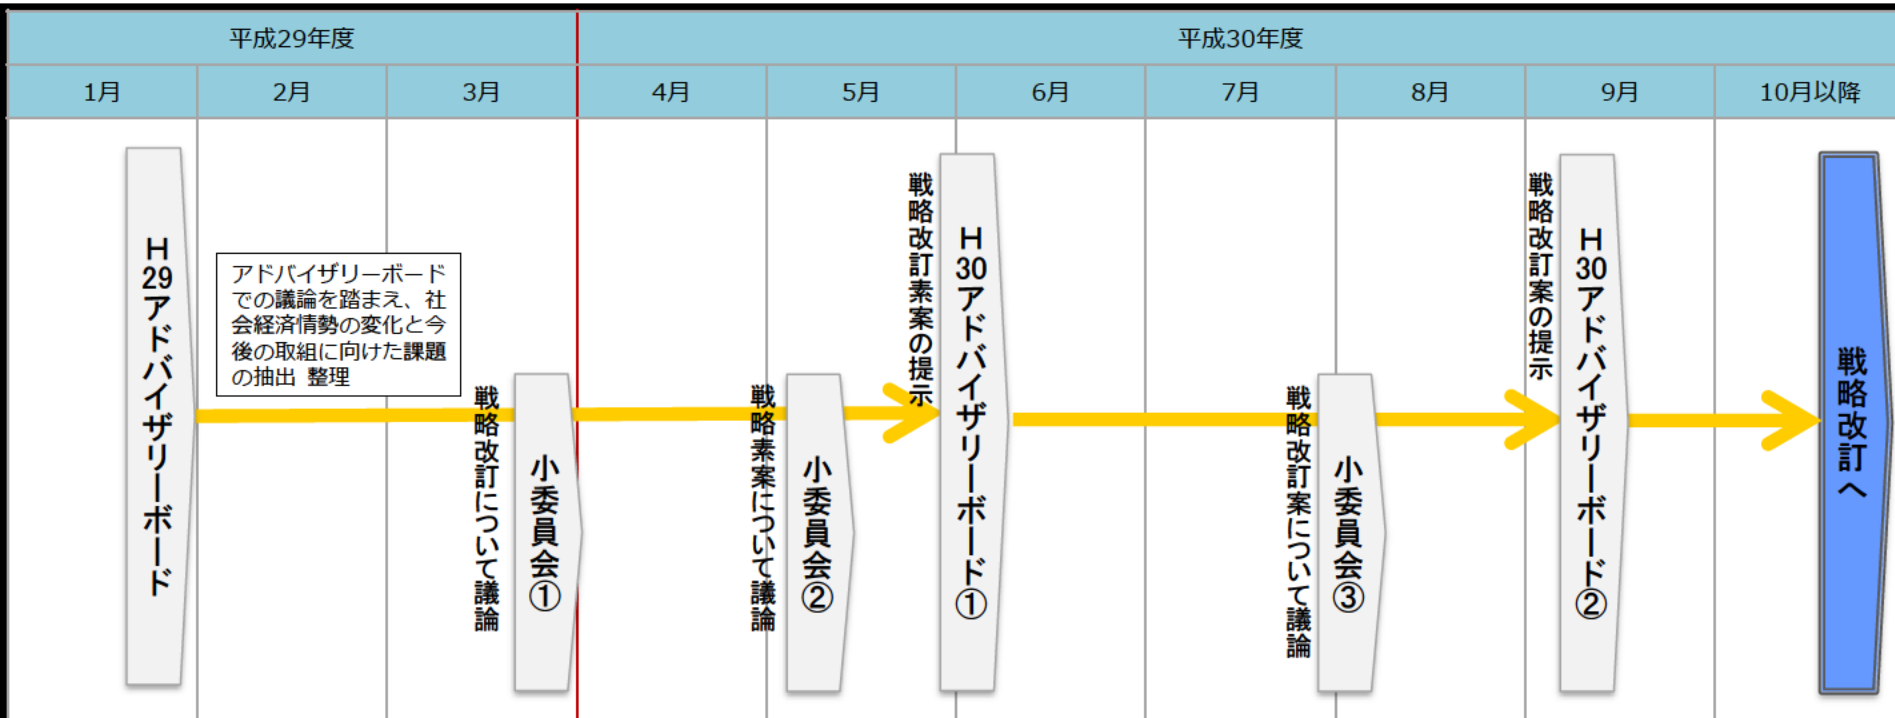 平成29年度
平成30年度
1月
2月
3月
4月
5月
6月
7月
8月
9月
10月以降
H29アドバイザリーボード
アドバイザリーボード
での議論を踏まえ、社
会経済情勢の変化と今
後の取組に向けた課題
の抽出 整理
戦略改訂について議論
小委員会①
戦略素案について議論
小委員会②
戦略改訂素案の提示
H30アドバイザリーボード①
戦略改訂案について議論
小委員会③
戦略改訂案の提示
H30アドバイザリーボード②
戦略改訂へ